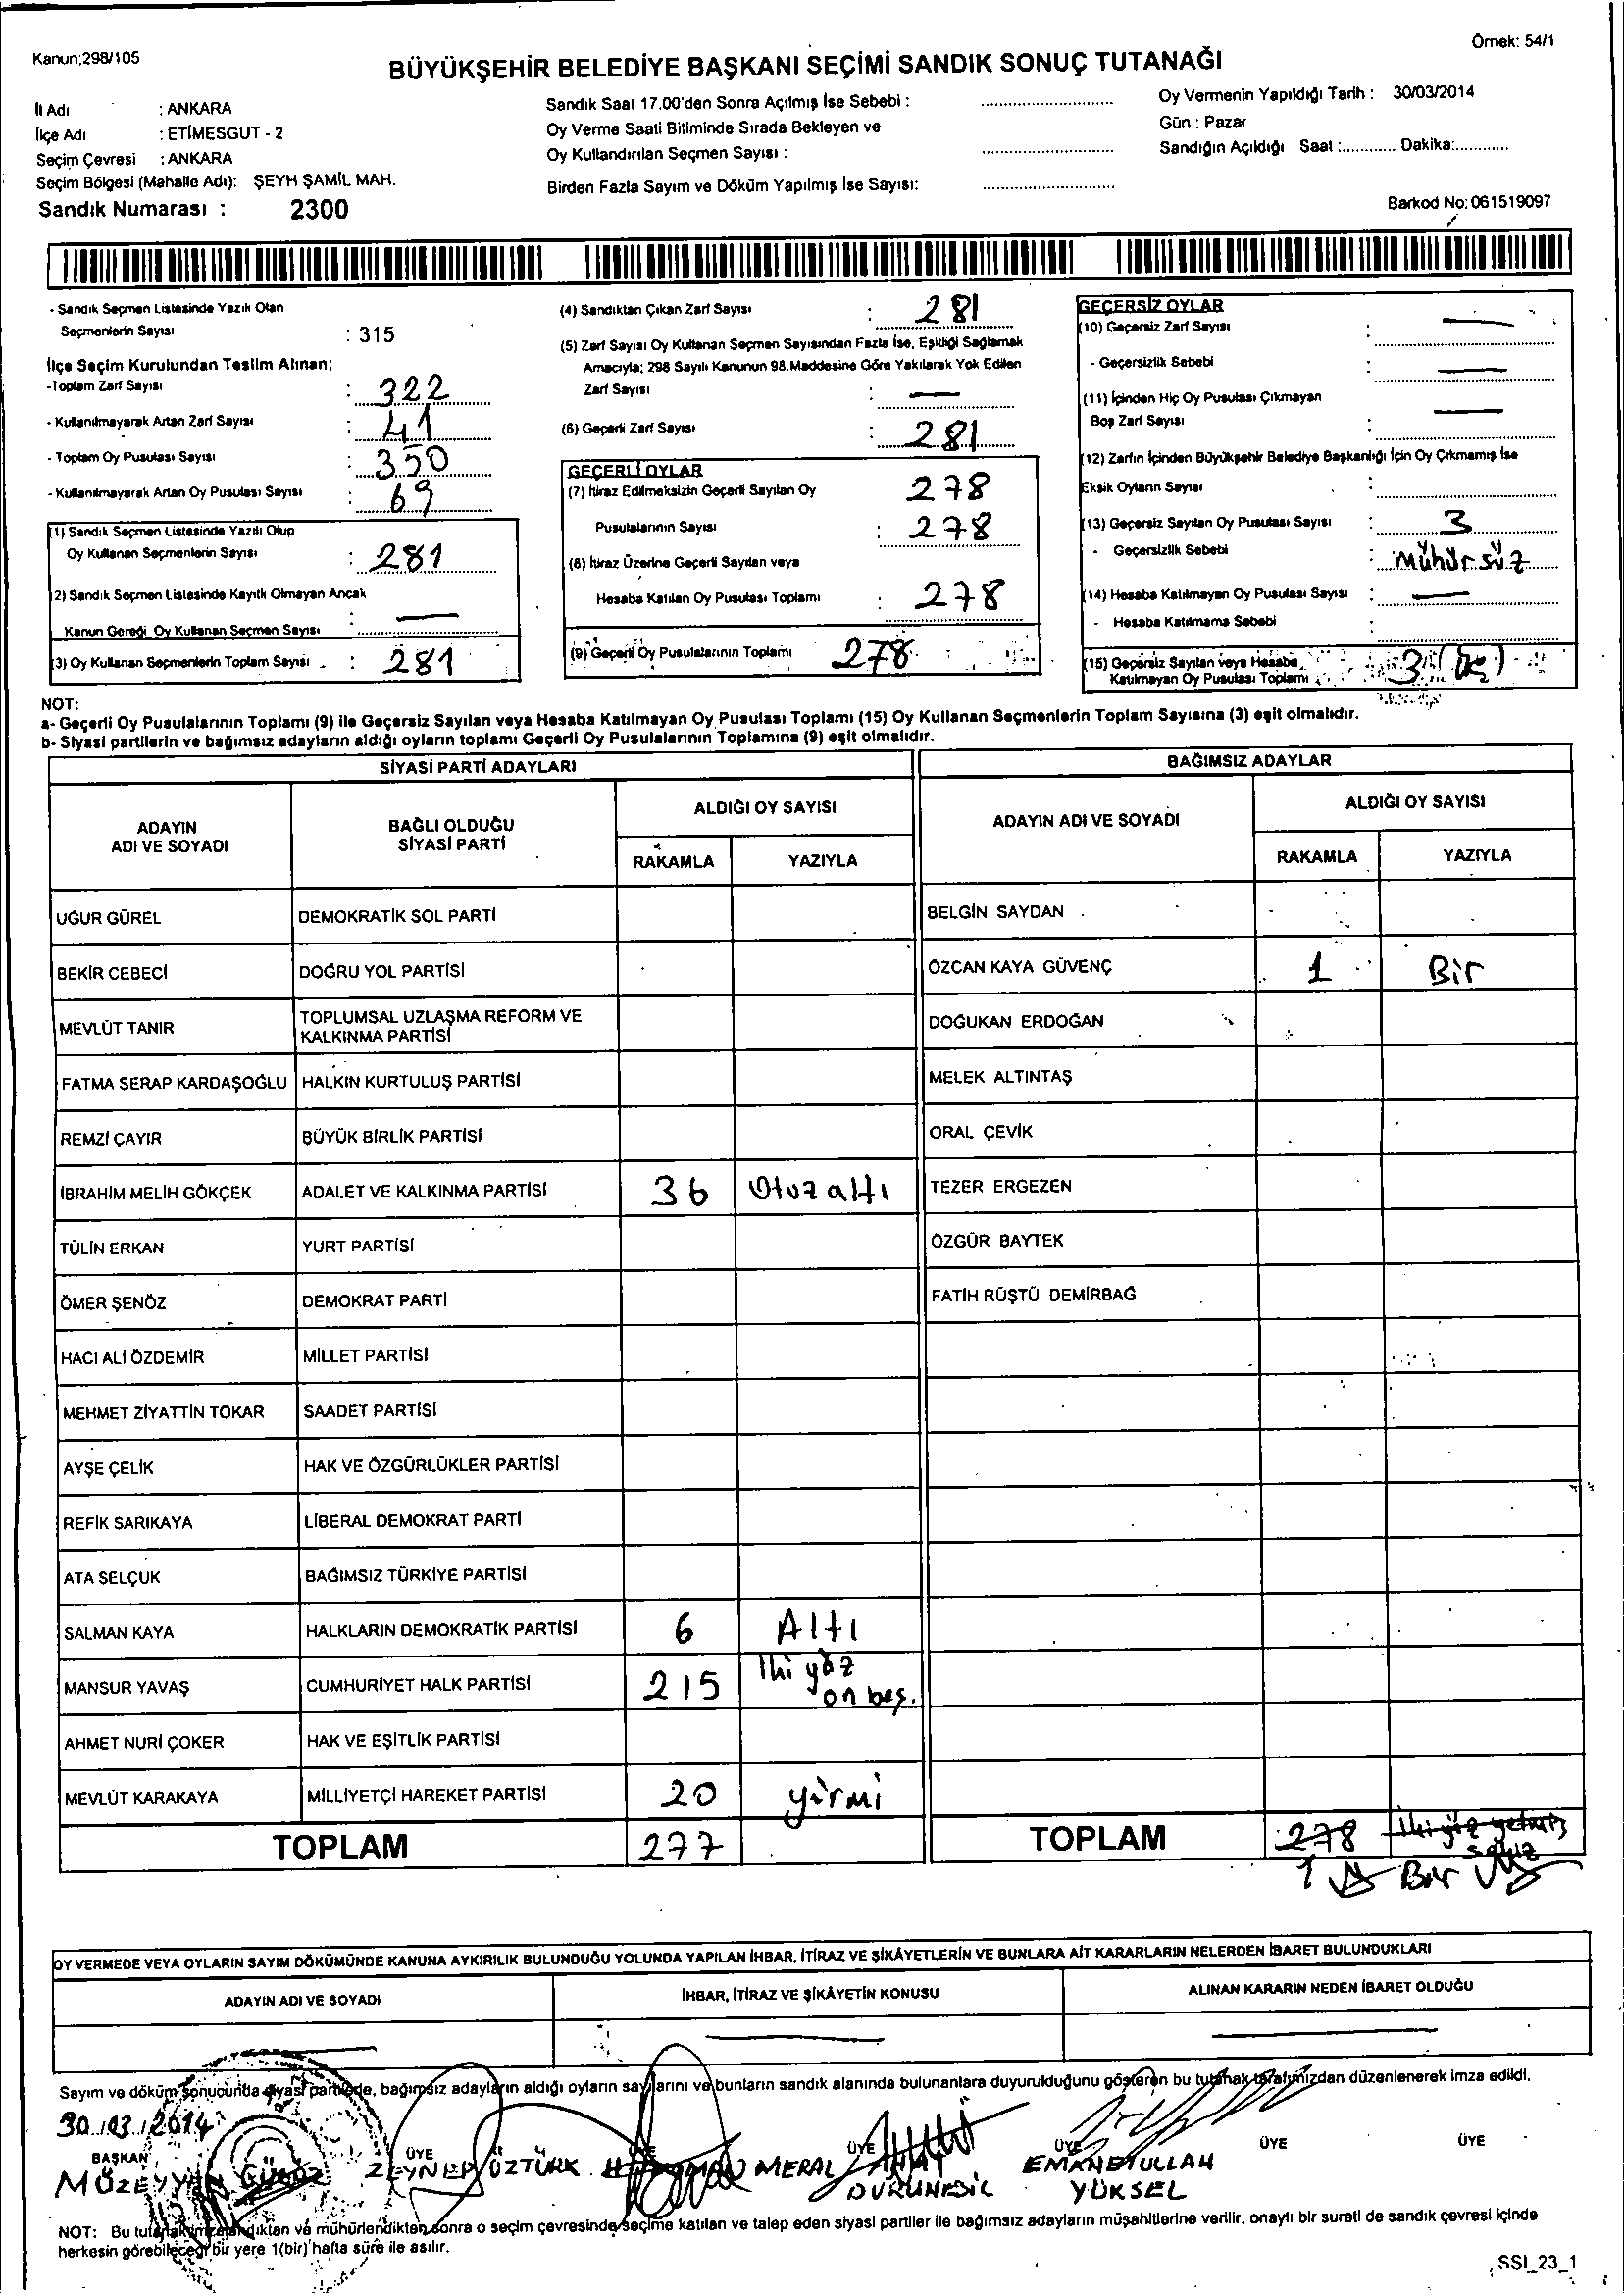 Kanun;298/105
Örnek: 54/1
BÜYÜKŞEHİR BELEDİYE BAŞKANI SEÇİMİ SANDIK SONUÇ TUTANAĞI
İl Adı : ANKARA
İlçe Adı : ETİMESGUT - 2
Seçim Çevresi : ANKARA
Seçim Bölgesi (Mahalle Adı): ŞEYH ŞAMİL MAH.
Sandık Numarası : 2300
Sandık Saat 17.00'den Sonra Açılmış İse Sebebi :
Oy Verme Saati Bitiminde Sırada Bekleyen ve
Oy Kullandırılan Seçmen Sayısı :
Birden Fazla Sayım ve Döküm Yapılmış İse Sayısı:
Oy Vermenin Yapıldığı Tarih : 30/03/2014
Gün : Pazar
Sandığın Açıldığı Saat :............ Dakika:............
Barkod No: 061519097
- Sandık Seçmen Listesinde Yazılı Olan
Seçmenlerin Sayısı : 315
İlçe Seçim Kurulundan Teslim Alınan;
-Toplam Zarf Sayısı : 322
- Kullanılmayarak Artan Zarf Sayısı : 41
- Toplam Oy Pusulası Sayısı : 350
- Kullanılmayarak Artan Oy Pusulası Sayısı : 69
(1) Sandık Seçmen Listesinde Yazılı Olup
Oy Kullanan Seçmenlerin Sayısı : 281
2) Sandık Seçmen Listesinde Kayıtlı Olmayan Ancak
Kanun Gereği Oy Kullanan Seçmen Sayısı : —
(3) Oy Kullanan Seçmenlerin Toplam Sayısı : 281
(4) Sandıktan Çıkan Zarf Sayısı : 281
(5) Zarf Sayısı Oy Kullanan Seçmen Sayısından Fazla İse, Eşitliği Sağlamak
Amacıyla; 298 Sayılı Kanunun 98.Maddesine Göre Yakılarak Yok Edilen
Zarf Sayısı : —
(6) Geçerli Zarf Sayısı : 281
GEÇERLİ OYLAR
(7) İtiraz Edilmeksizin Geçerli Sayılan Oy 278
Pusulalarının Sayısı : 278
(8) İtiraz Üzerine Geçerli Sayılan veya
Hesaba Katılan Oy Pusulası Toplamı : 278
(9) Geçerli Oy Pusulalarının Toplamı 278
GEÇERSİZ OYLAR
(10) Geçersiz Zarf Sayısı : —
- Geçersizlik Sebebi : —
(11) İçinden Hiç Oy Pusulası Çıkmayan
Boş Zarf Sayısı : —
(12) Zarfın İçinden Büyükşehir Belediye Başkanlığı İçin Oy Çıkmamış İse
Eksik Oyların Sayısı :
(13) Geçersiz Sayılan Oy Pusulası Sayısı : 3
- Geçersizlik Sebebi : Mühürsüz
(14) Hesaba Katılmayan Oy Pusulası Sayısı : —
- Hesaba Katılmama Sebebi :
(15) Geçersiz Sayılan veya Hesaba
Katılmayan Oy Pusulası Toplamı 3 (üç)
NOT:
a- Geçerli Oy Pusulalarının Toplamı (9) ile Geçersiz Sayılan veya Hesaba Katılmayan Oy Pusulası Toplamı (15) Oy Kullanan Seçmenlerin Toplam Sayısına (3) eşit olmalıdır.
b- Siyasi partilerin ve bağımsız adayların aldığı oyların toplamı Geçerli Oy Pusulalarının Toplamına (9) eşit olmalıdır.
SİYASİ PARTİ ADAYLARI
ADAYIN ADI VE SOYADI
BAĞLI OLDUĞU SİYASİ PARTİ
ALDIĞI OY SAYISI
RAKAMLA YAZIYLA
UĞUR GÜREL DEMOKRATİK SOL PARTİ
BEKİR CEBECİ DOĞRU YOL PARTİSİ
MEVLÜT TANIR TOPLUMSAL UZLAŞMA REFORM VE
KALKINMA PARTİSİ
FATMA SERAP KARDAŞOĞLU HALKIN KURTULUŞ PARTİSİ
REMZİ ÇAYIR BÜYÜK BİRLİK PARTİSİ
İBRAHİM MELİH GÖKÇEK ADALET VE KALKINMA PARTİSİ 36 Otuz altı
TÜLİN ERKAN YURT PARTİSİ
ÖMER ŞENÖZ DEMOKRAT PARTİ
HACI ALİ ÖZDEMİR MİLLET PARTİSİ
MEHMET ZİYATTİN TOKAR SAADET PARTİSİ
AYŞE ÇELİK HAK VE ÖZGÜRLÜKLER PARTİSİ
REFİK SARIKAYA LİBERAL DEMOKRAT PARTİ
ATA SELÇUK BAĞIMSIZ TÜRKİYE PARTİSİ
SALMAN KAYA HALKLARIN DEMOKRATİK PARTİSİ 6 Altı
MANSUR YAVAŞ CUMHURİYET HALK PARTİSİ 215 İki yüz
on beş.
AHMET NURİ ÇOKER HAK VE EŞİTLİK PARTİSİ
MEVLÜT KARAKAYA MİLLİYETÇİ HAREKET PARTİSİ 20 yirmi
TOPLAM 277
BAĞIMSIZ ADAYLAR
ADAYIN ADI VE SOYADI
ALDIĞI OY SAYISI
RAKAMLA YAZIYLA
BELGİN SAYDAN
ÖZCAN KAYA GÜVENÇ 1 Bir
DOĞUKAN ERDOĞAN
MELEK ALTINTAŞ
ORAL ÇEVİK
TEZER ERGEZEN
ÖZGÜR BAYTEK
FATİH RÜŞTÜ DEMİRBAĞ
TOPLAM 278 iki yüz yetmiş
sekiz
1 Bir
OY VERMEDE VEYA OYLARIN SAYIM DÖKÜMÜNDE KANUNA AYKIRILIK BULUNDUĞU YOLUNDA YAPILAN İHBAR, İTİRAZ VE ŞİKÂYETLERİN VE BUNLARA AİT KARARLARIN NELERDEN İBARET BULUNDUKLARI
ADAYIN ADI VE SOYADI İHBAR, İTİRAZ VE ŞİKÂYETİN KONUSU ALINAN KARARIN NEDEN İBARET OLDUĞU
Sayım ve döküm sonucunda siyasi partilerde, bağımsız adayların aldığı oyların sayılarını ve bunların sandık alanında bulunanlara duyurulduğunu gösteren bu tutanak tarafımızdan düzenlenerek imza edildi.
30.03.2014
BAŞKAN ÜYE ÜYE ÜYE ÜYE ÜYE ÜYE
MÜZEYYEN ZEYNEP ÖZTÜRK MERAL EMANETULLAH
YÜKSEL
NOT: Bu tutanak imzalandıktan ve mühürlendikten sonra o seçim çevresinde seçime katılan ve talep eden siyasi partiler ile bağımsız adayların müşahitlerine verilir, onaylı bir sureti de sandık çevresi içinde
herkesin görebileceği bir yere 1(bir) hafta süre ile asılır.
SSI_23_1